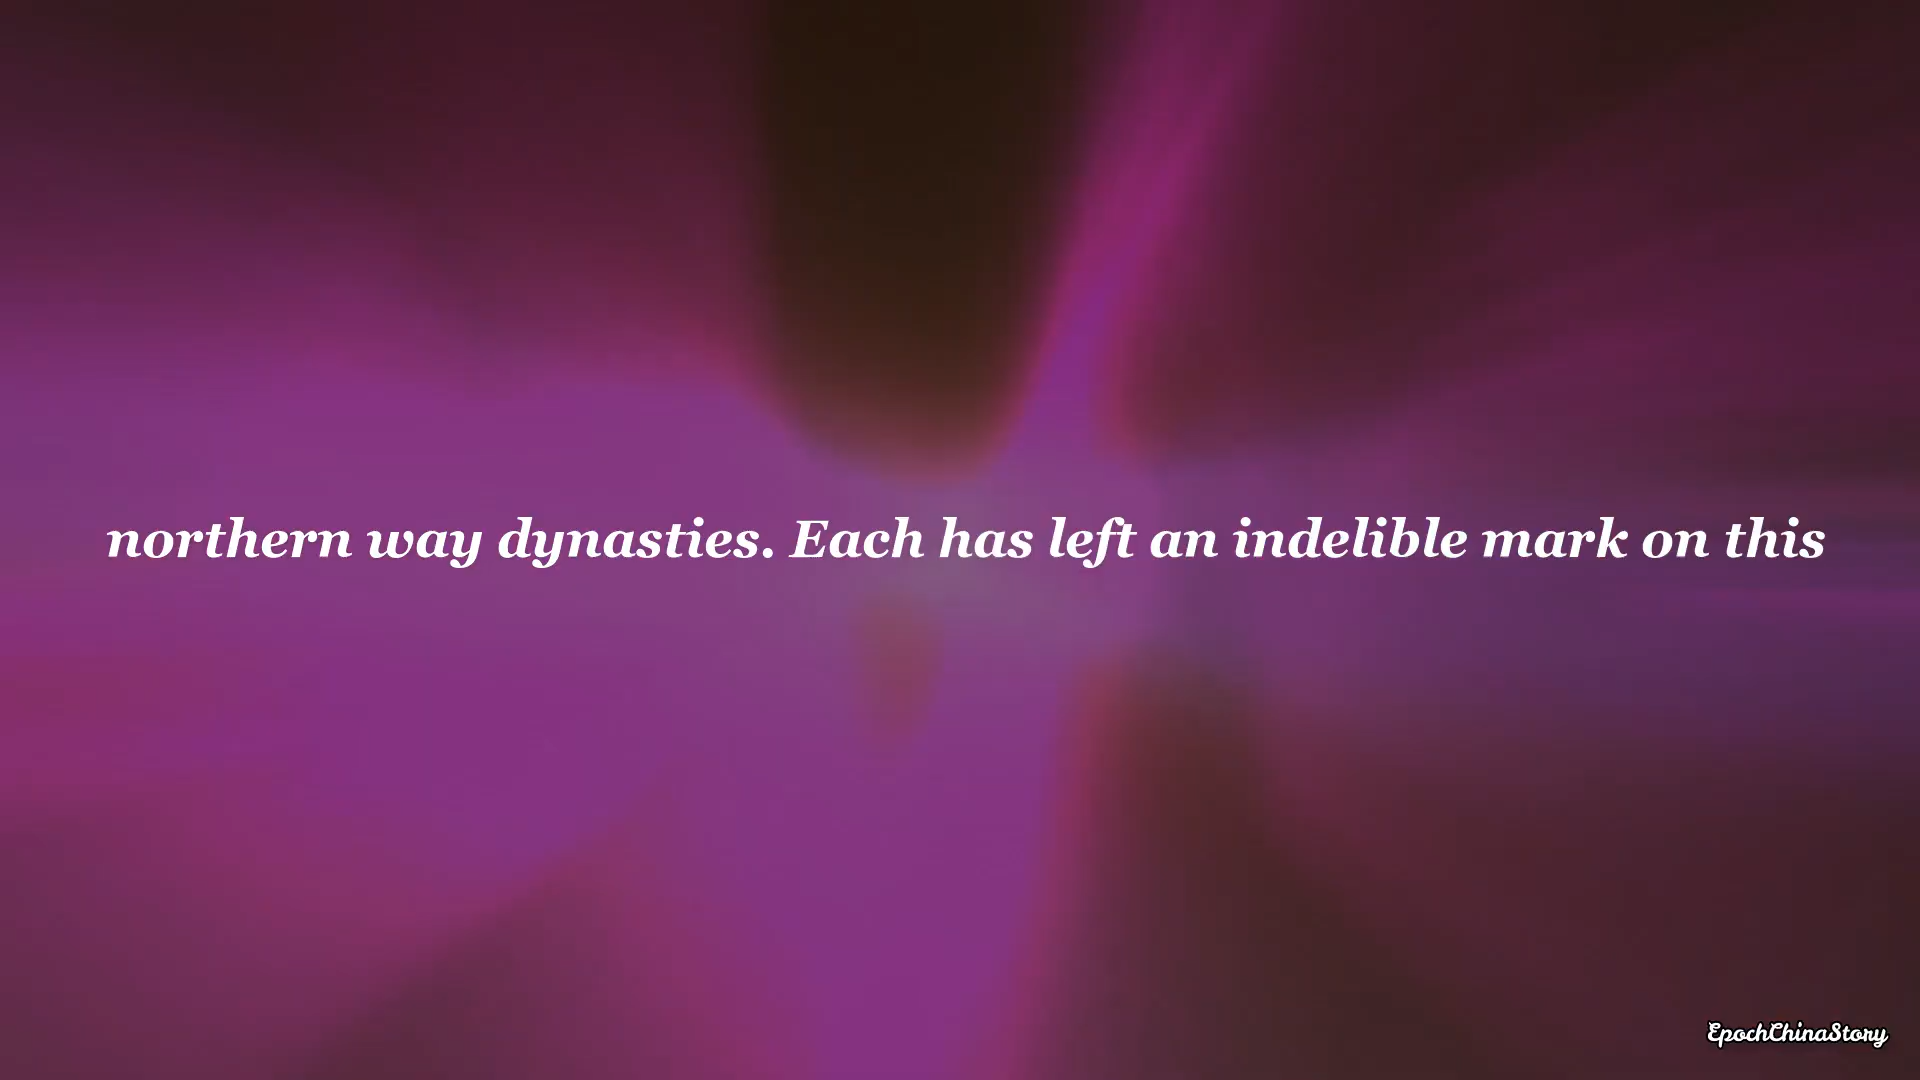 northern way dynasties. Each has left an indelible mark on this
EpochChinaStory